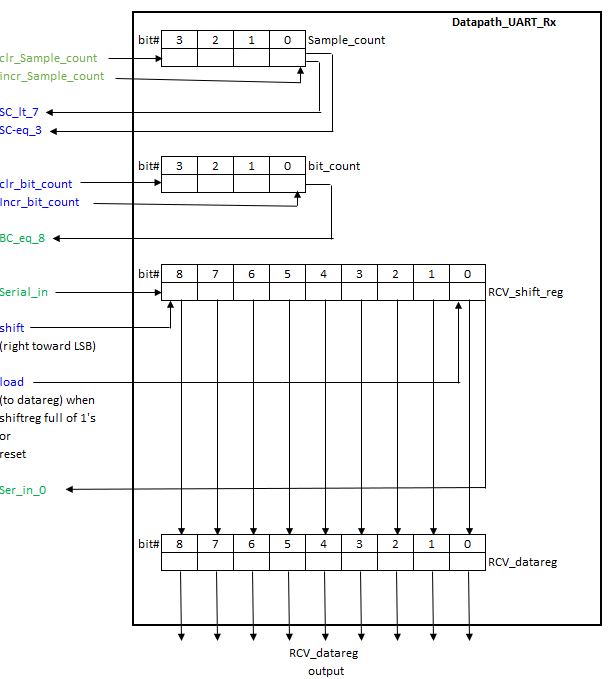 Datapath_UART_Rx
bit# 3 2 1 0 Sample_count
clr_Sample_count
incr_Sample_count
SC_lt_7
SC-eq_3
bit# 3 2 1 0 bit_count
clr_bit_count
Incr_bit_count
BC_eq_8
bit# 8 7 6 5 4 3 2 1 0
Serial_in
RCV_shift_reg
shift
(right toward LSB)
load
(to datareg) when
shiftreg full of 1's
or
reset
Ser_in_0
bit# 8 7 6 5 4 3 2 1 0
RCV_datareg
RCV_datareg
output